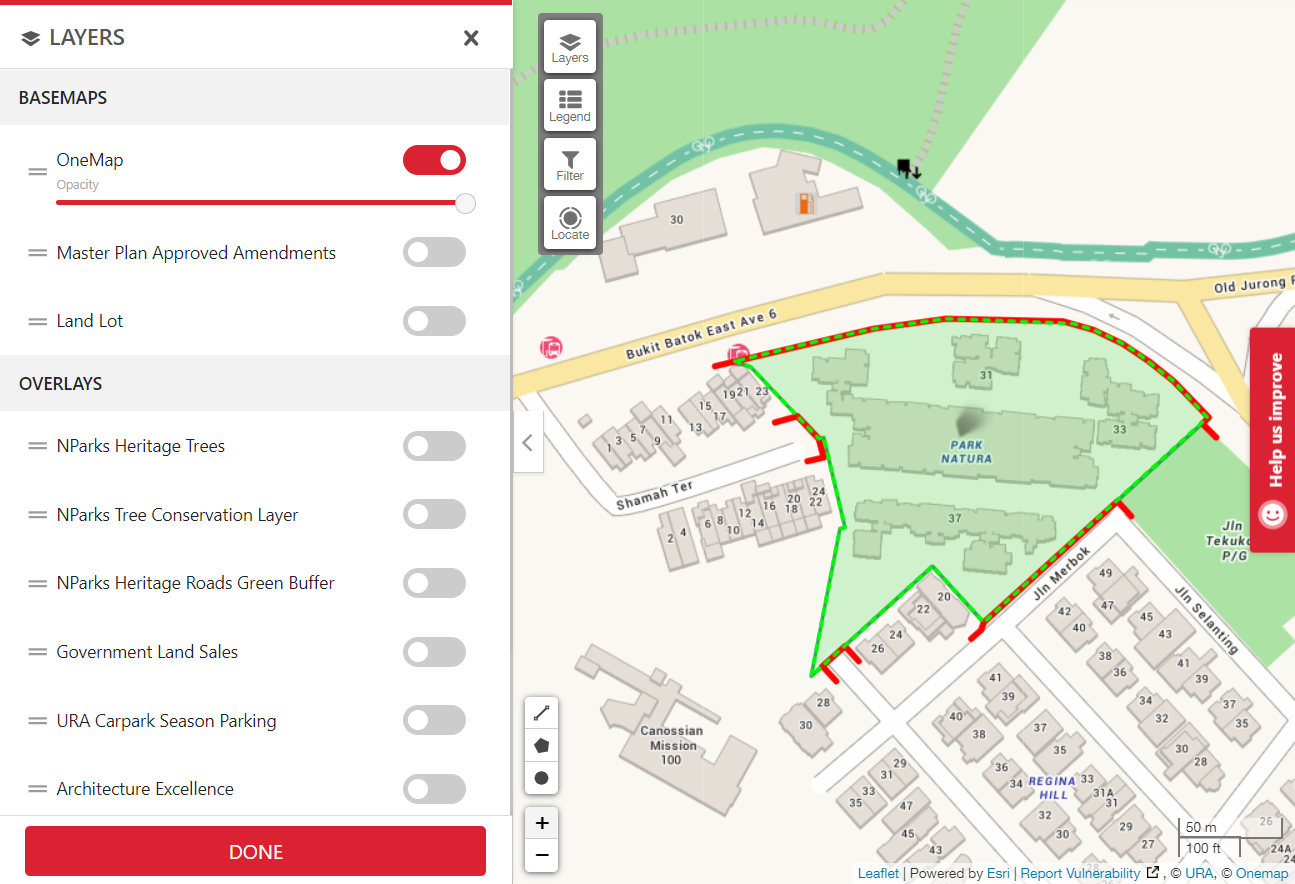 LAYERS
BASEMAPS
OneMap
Opacity
Master Plan Approved Amendments
Land Lot
OVERLAYS
NParks Heritage Trees
NParks Tree Conservation Layer
NParks Heritage Roads Green Buffer
Government Land Sales
URA Carpark Season Parking
Architecture Excellence
DONE
Layers
Legend
Filter
Locate
30
Old Jurong
Bukit Batok East Ave 6
31
33
PARK
NATURA
37
19
21
23
15
17
13
11
7
9
5
3
1
Shamah Ter
24
22
20
18
16
14
12
10
8
6
4
2
Help us improve
Jln
P/G
Jln Merbok
Jln Selanting
20
22
24
26
28
30
49
47
42
40
45
43
38
36
41
39
34
32
37
35
30
28
41
39
40
38
37
35
36
34
REGINA
HILL
33
31A
31
32
30
29
27
29
31
33
35
47
45
43
Canossian
Mission
100
26
24A
24
28
+
−
50 m
100 ft
Leaflet | Powered by Esri | Report Vulnerability , © URA, © Onemap